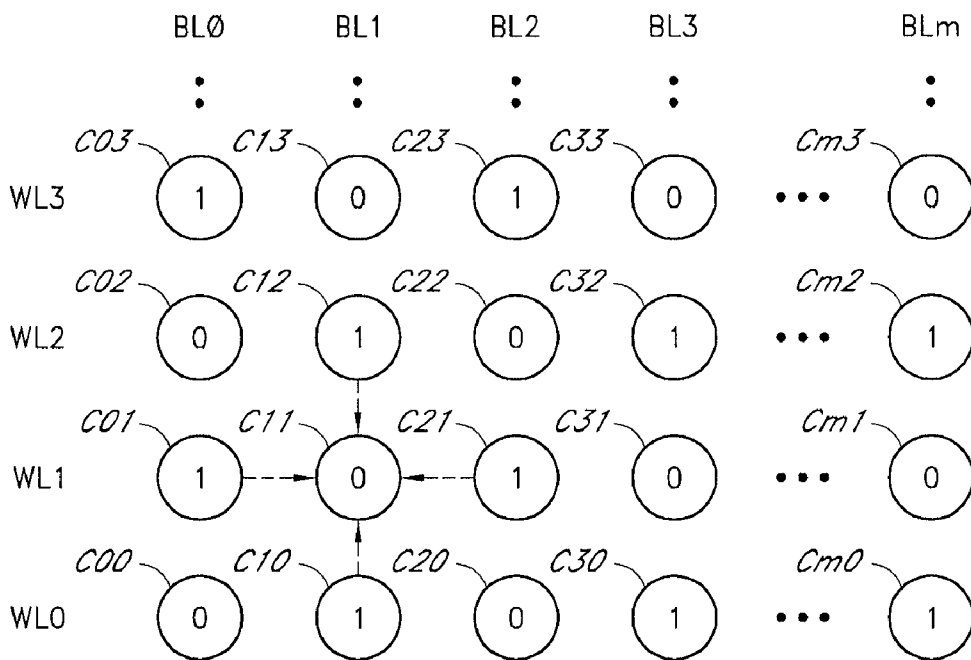 BLØ BL1 BL2 BL3 BLm
C03 C13 C23 C33 Cm3
WL3 1 0 1 0 0
C02 C12 C22 C32 Cm2
WL2 0 1 0 1 1
C01 C11 C21 C31 Cm1
WL1 1 0 1 0 0
C00 C10 C20 C30 Cm0
WL0 0 1 0 1 1